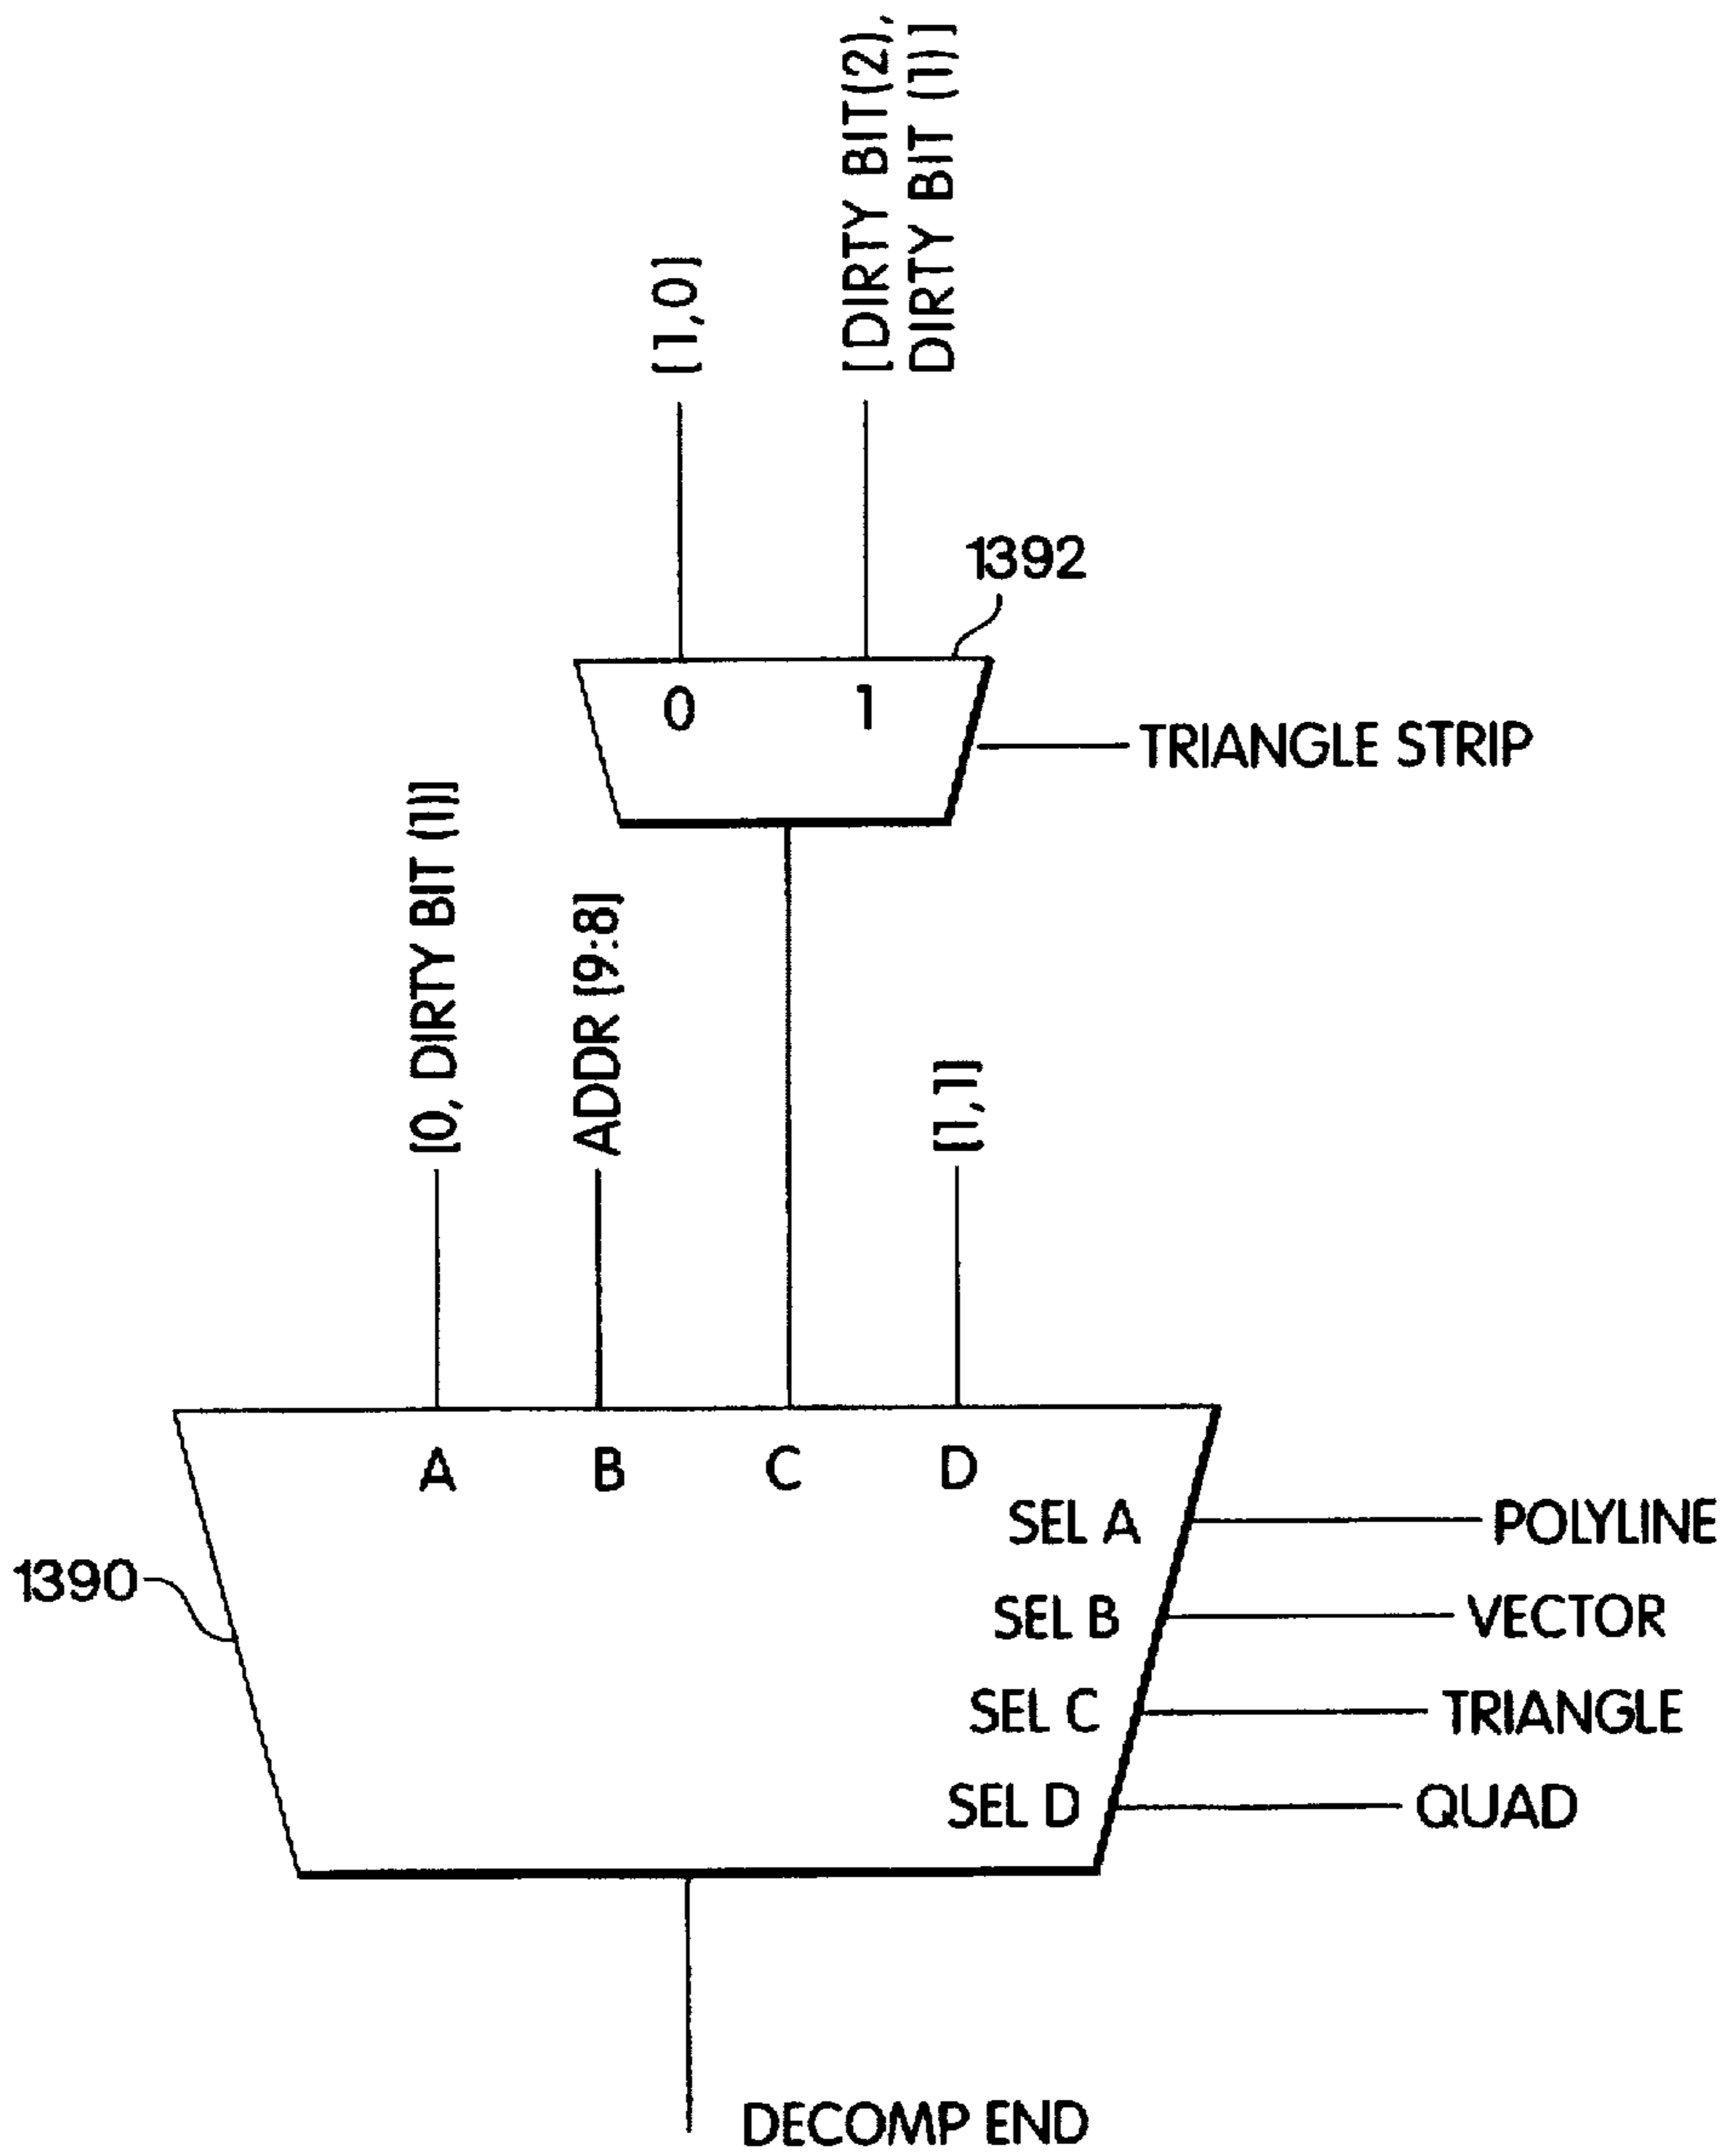 [1,0]
[DIRTY BIT(2),
DIRTY BIT (1)]
1392
0 1
TRIANGLE STRIP
[0, DIRTY BIT (1)]
ADDR [9:8]
[1,1]
A B C D
SEL A POLYLINE
1390
SEL B VECTOR
SEL C TRIANGLE
SEL D QUAD
DECOMP END